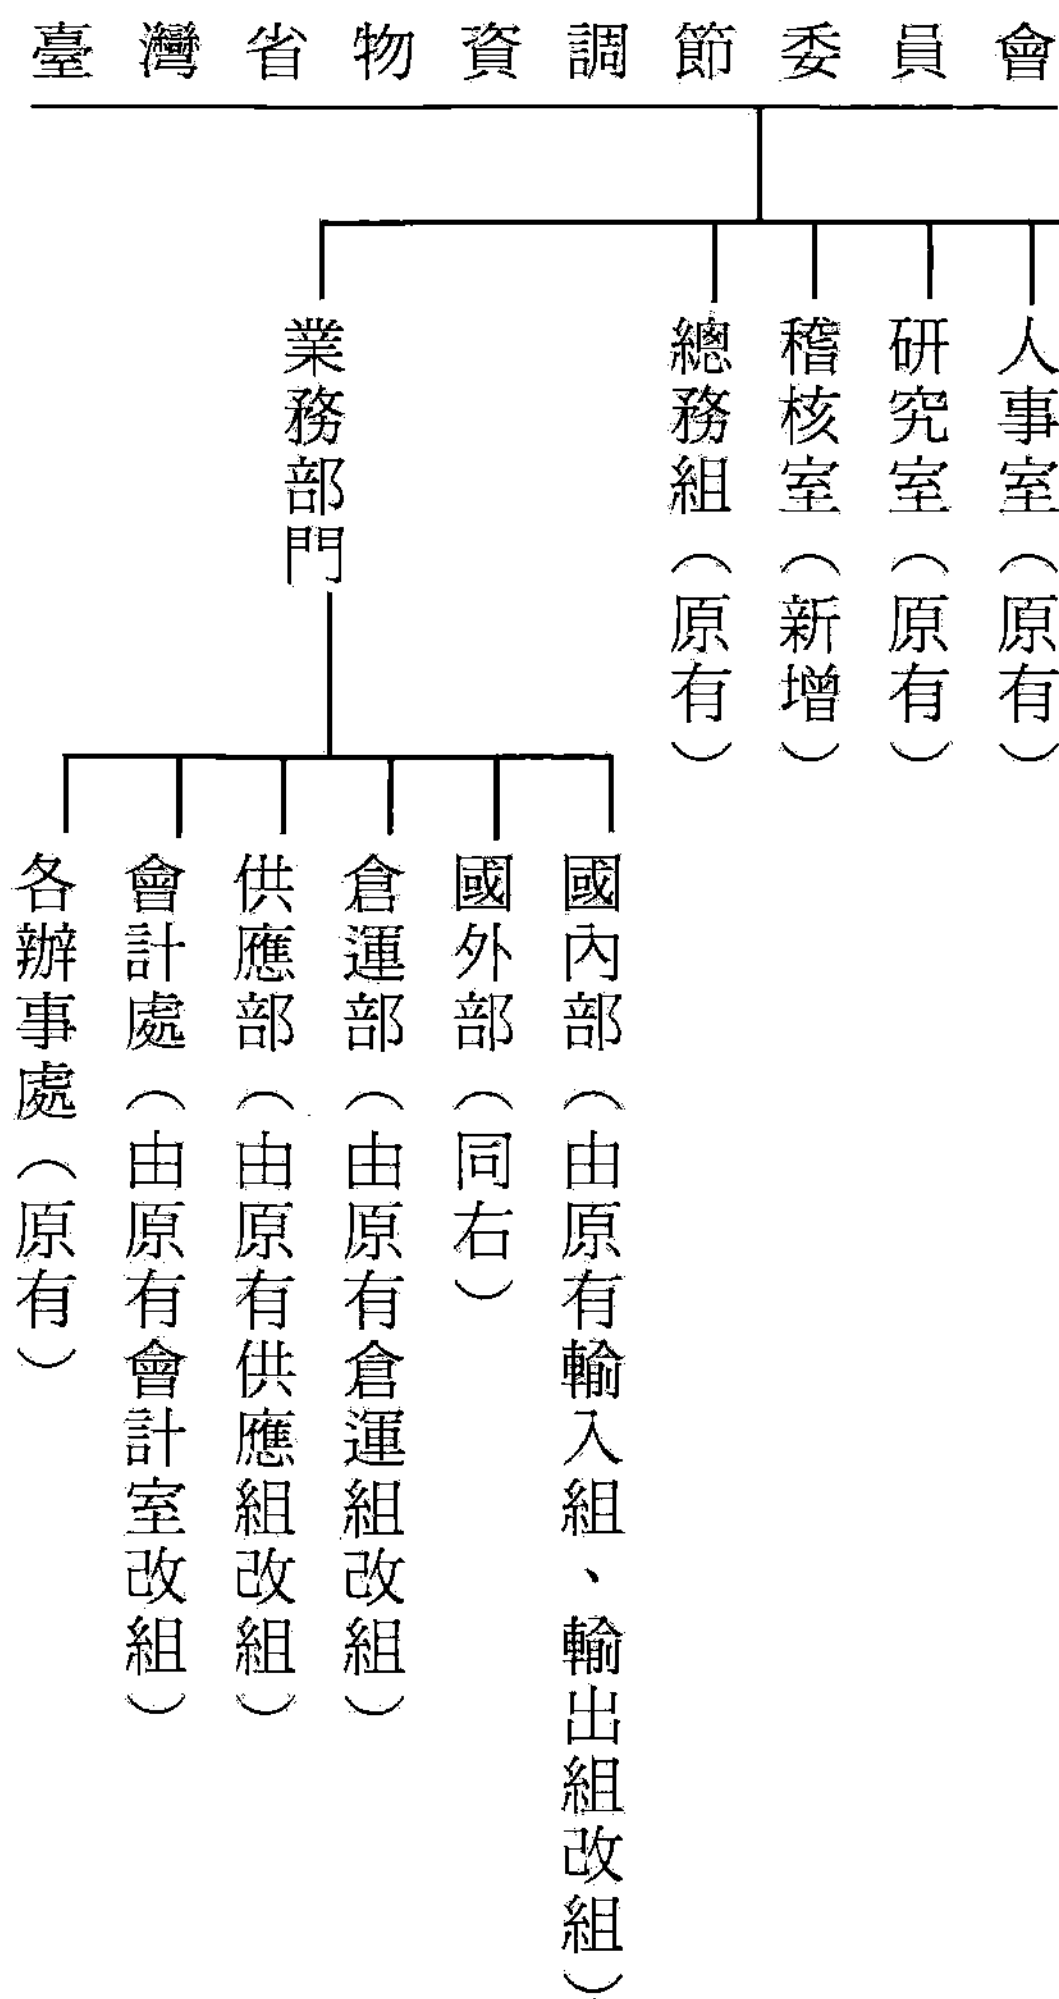 臺灣省物資調節委員會
人事室（原有）
研究室（原有）
稽核室（新增）
總務組（原有）
業務部門
國內部（由原有輸入組、輸出組改組）
國外部（同右）
倉運部（由原有倉運組改組）
供應部（由原有供應組改組）
會計處（由原有會計室改組）
各辦事處（原有）